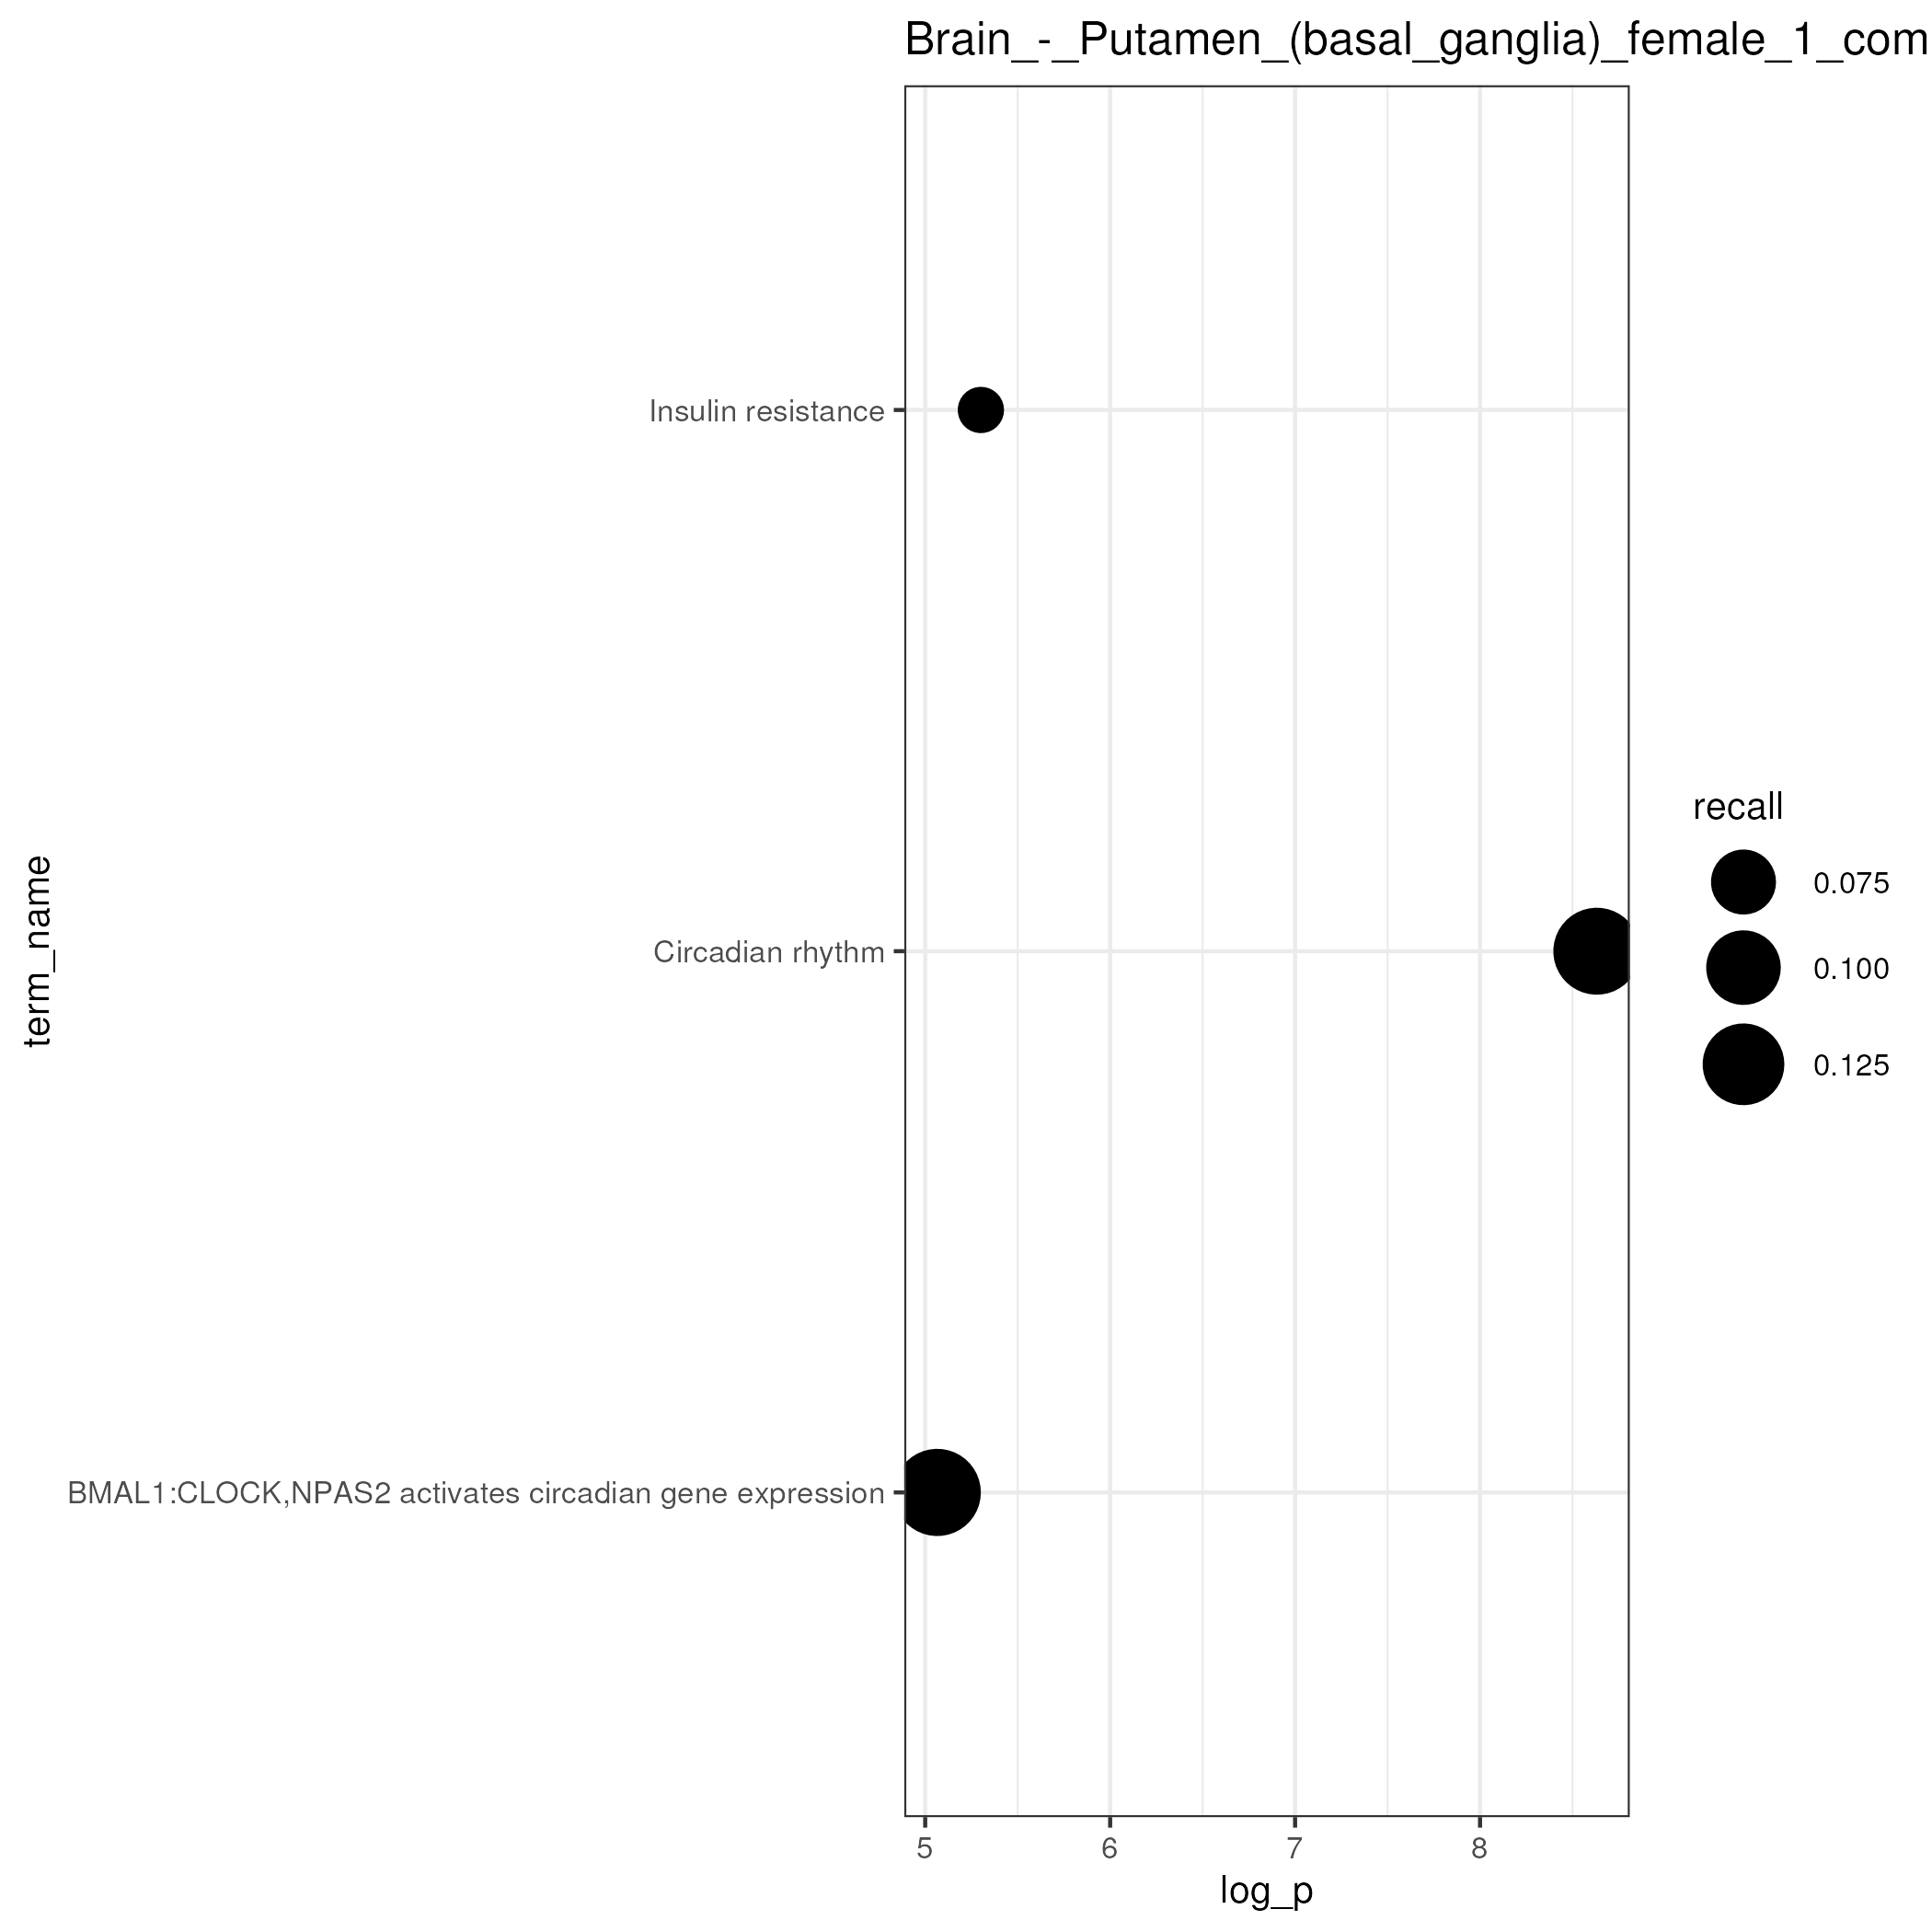 Brain_-_Putamen_(basal_ganglia)_female_1_com
Insulin resistance
Circadian rhythm
BMAL1:CLOCK,NPAS2 activates circadian gene expression
term_name
5 6 7 8
log_p
recall
0.075
0.100
0.125